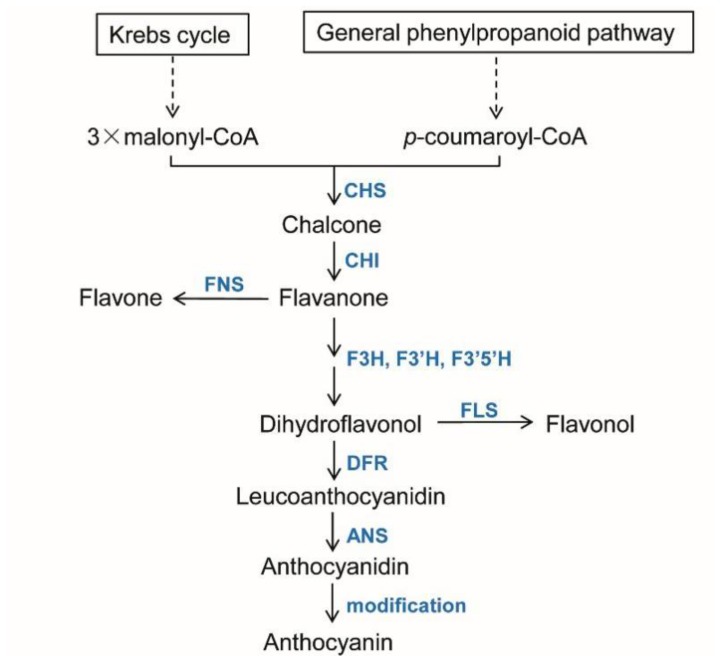 Krebs cycle
General phenylpropanoid pathway
3×malonyl-CoA
p-coumaroyl-CoA
CHS
Chalcone
CHI
FNS
Flavone
Flavanone
F3H, F3'H, F3'5'H
Dihydroflavonol
FLS
Flavonol
DFR
Leucoanthocyanidin
ANS
Anthocyanidin
modification
Anthocyanin